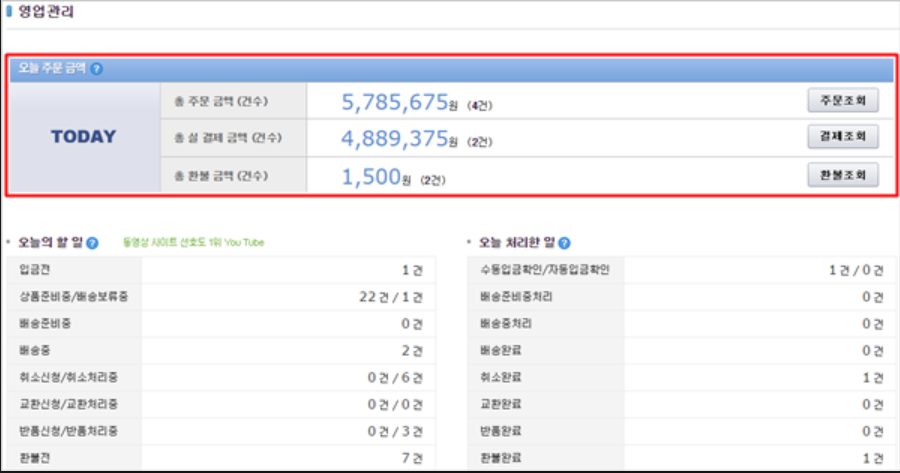 영업관리
오늘 주문 금액 ?
TODAY
총 주문 금액 (건수) 5,785,675원 (4건) 주문조회
총 실 결제 금액 (건수) 4,889,375원 (2건) 결제조회
총 환불 금액 (건수) 1,500원 (2건) 환불조회
오늘의 할 일 ? 동영상 사이트 선호도 1위 You Tube
입금전 1 건
상품준비중/배송보류중 22 건 / 1 건
배송준비중 0 건
배송중 2 건
취소신청/취소처리중 0 건 / 6 건
교환신청/교환처리중 0 건 / 0 건
반품신청/반품처리중 0 건 / 3 건
환불전 7 건
오늘 처리한 일 ?
수동입금확인/자동입금확인 1 건 / 0 건
배송준비중처리 0 건
배송중처리 0 건
배송완료 0 건
취소완료 1 건
교환완료 0 건
반품완료 0 건
환불완료 1 건